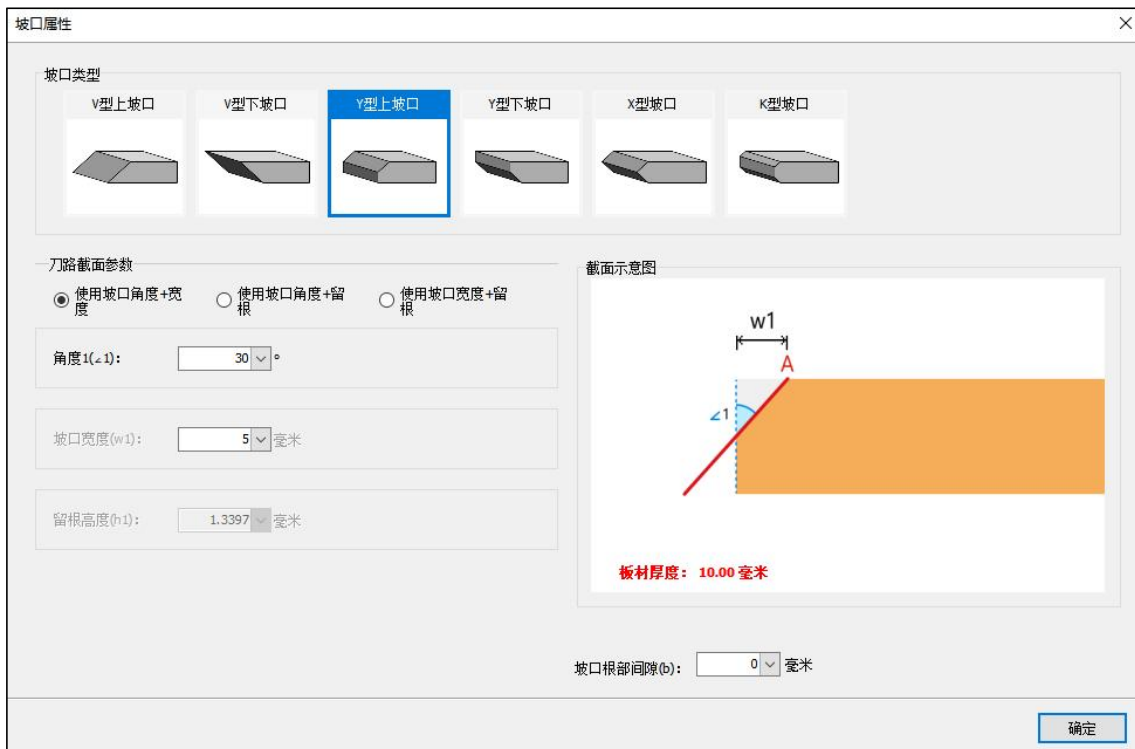 坡口属性
坡口类型
V型上坡口
V型下坡口
Y型上坡口
Y型下坡口
X型坡口
K型坡口
刀路截面参数
使用坡口角度+宽
度
使用坡口角度+留
根
使用坡口宽度+留
根
角度1(∠1): 30 °
坡口宽度(w1): 5 毫米
留根高度(h1): 1.3397 毫米
截面示意图
w1
A
∠1
板材厚度: 10.00 毫米
坡口根部间隙(b): 0 毫米
确定